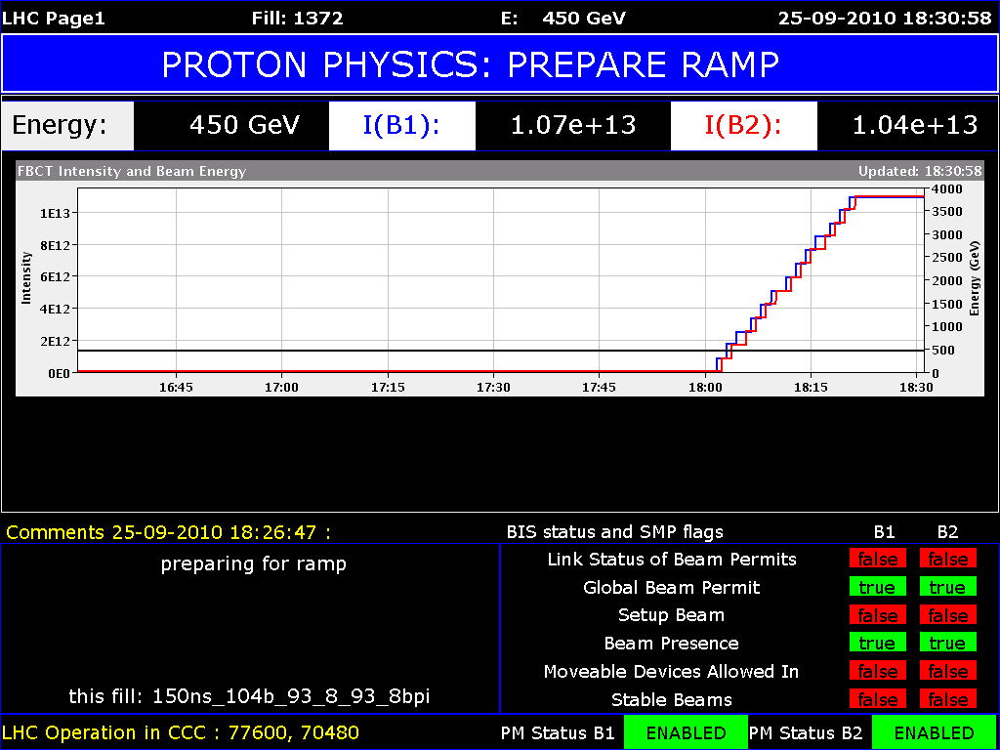 LHC Page1 Fill: 1372 E: 450 GeV 25-09-2010 18:30:58
PROTON PHYSICS: PREPARE RAMP
Energy: 450 GeV I(B1): 1.07e+13 I(B2): 1.04e+13
FBCT Intensity and Beam Energy Updated: 18:30:58
Intensity
1E13
8E12
6E12
4E12
2E12
0E0
4000
3500
3000
2500
2000
1500
1000
500
0
Energy (GeV)
16:45 17:00 17:15 17:30 17:45 18:00 18:15 18:30
Comments 25-09-2010 18:26:47 :
preparing for ramp
this fill: 150ns_104b_93_8_93_8bpi
BIS status and SMP flags B1 B2
Link Status of Beam Permits false false
Global Beam Permit true true
Setup Beam false false
Beam Presence true true
Moveable Devices Allowed In false false
Stable Beams false false
LHC Operation in CCC : 77600, 70480 PM Status B1 ENABLED PM Status B2 ENABLED